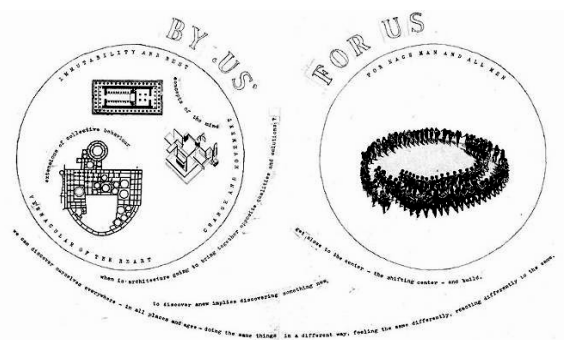 BY US
FOR US
IMMUTABILITY AND REST
CHANGE AND
VERNACULAR OF THE HEART
concepts of the mind
extensions of collective behaviour
FOR EACH MAN AND ALL MEN
when is architecture going to bring together opposite qualities and solutions?
get close to the center – the shifting center – and build.
to discover anew implies discovering something new.
we can discover ourselves everywhere – in all places and ages – doing the same things in a different way, feeling the same differently, reacting differently to the same.